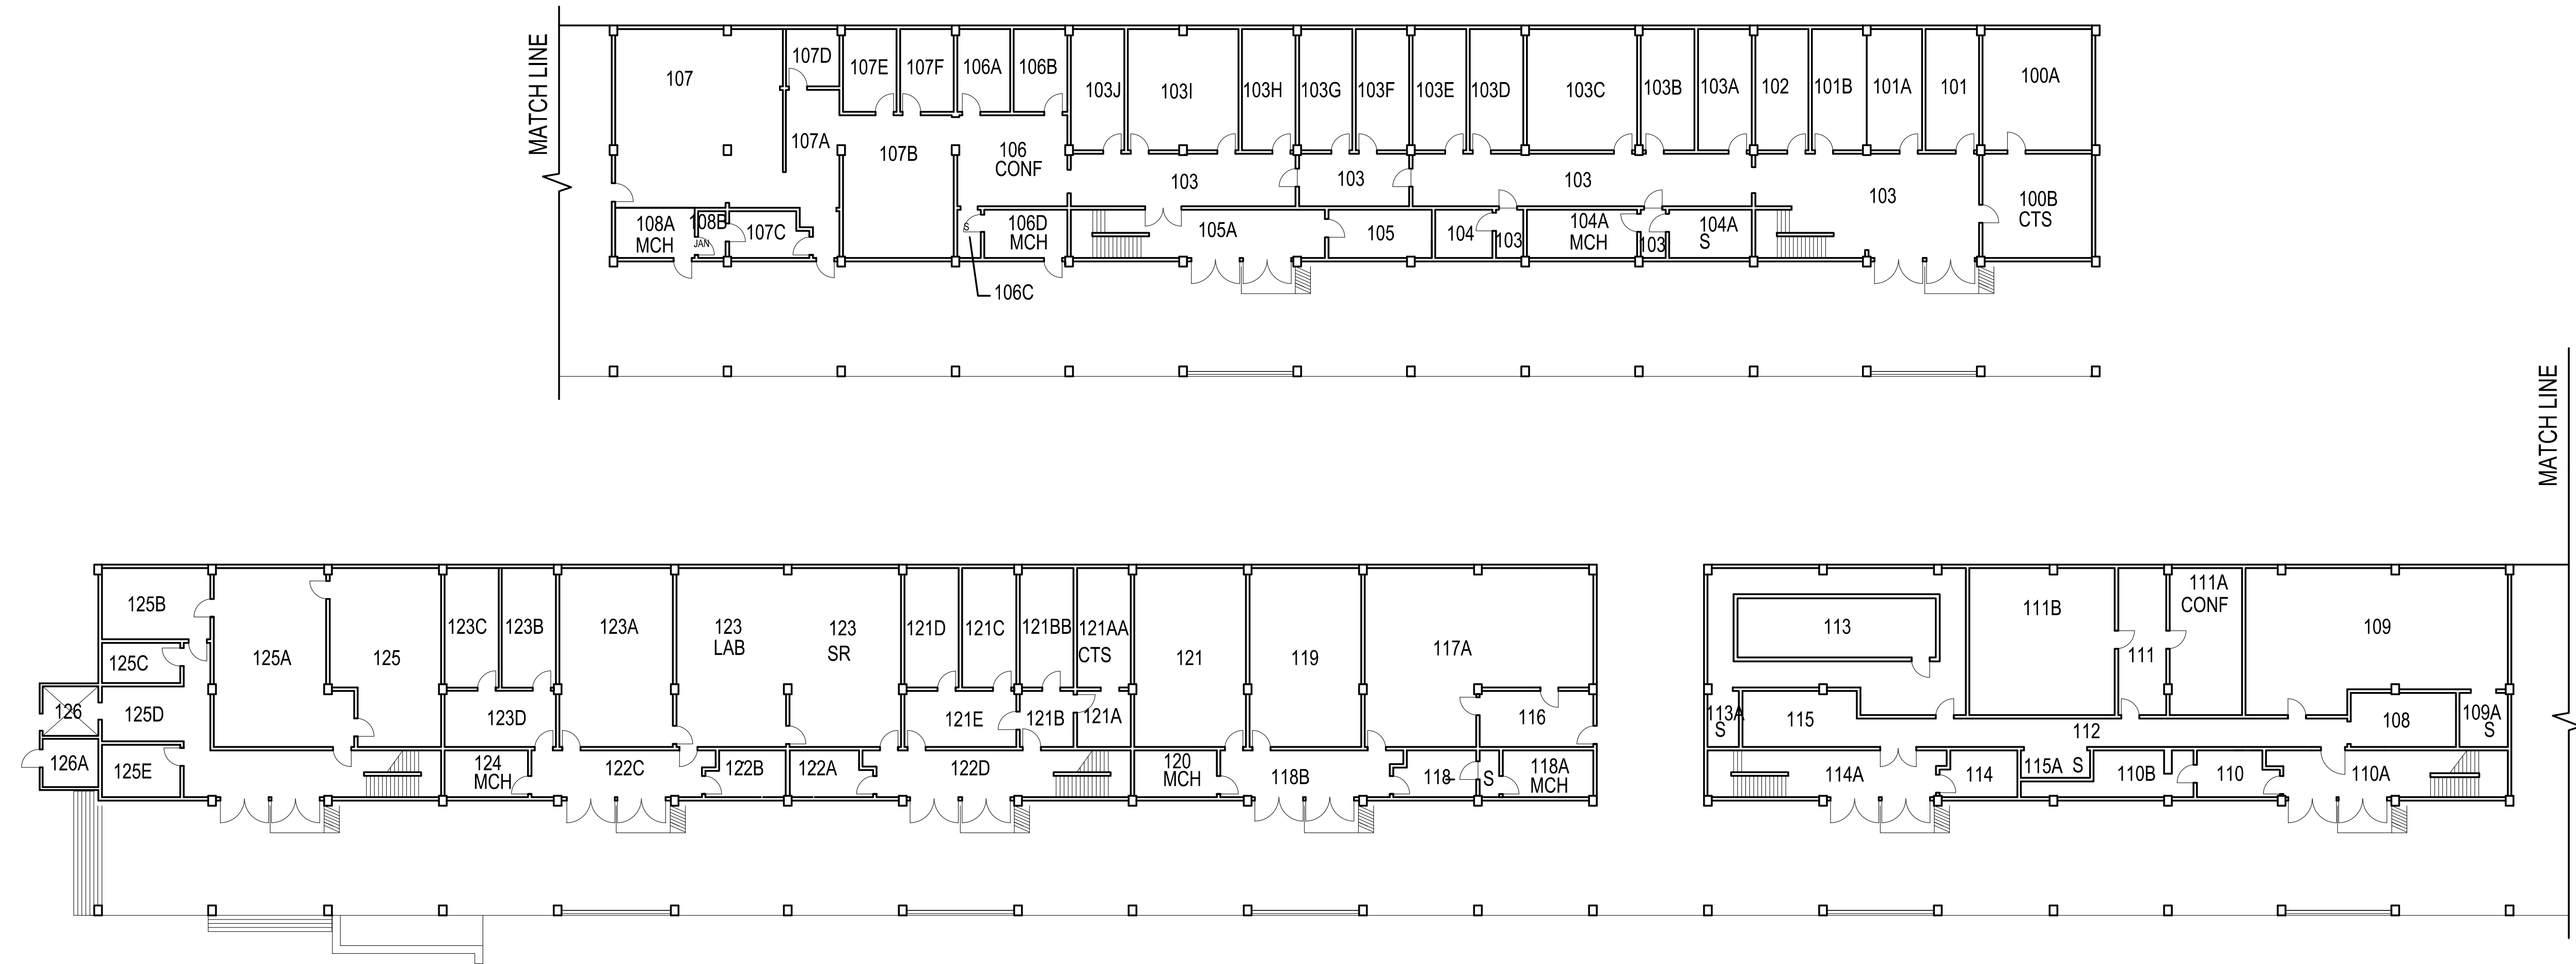 MATCH LINE
107
107D
107E
107F
106A
106B
103J
103I
103H
103G
103F
103E
103D
103C
103B
103A
102
101B
101A
101
100A
107A
107B
106
CONF
103
103
103
103
100B
CTS
108A
MCH
108B
JAN
107C
S
106D
MCH
105A
105
104
103
104A
MCH
103
104A
S
106C
MATCH LINE
125B
125A
125
123C
123B
123A
123
LAB
123
SR
121D
121C
121BB
121AA
CTS
121
119
117A
113
111B
111
111A
CONF
109
125C
126
125D
123D
121E
121B
121A
116
113A
S
115
112
108
109A
S
126A
125E
124
MCH
122C
122B
122A
122D
120
MCH
118B
118
S
118A
MCH
114A
114
115A S
110B
110
110A